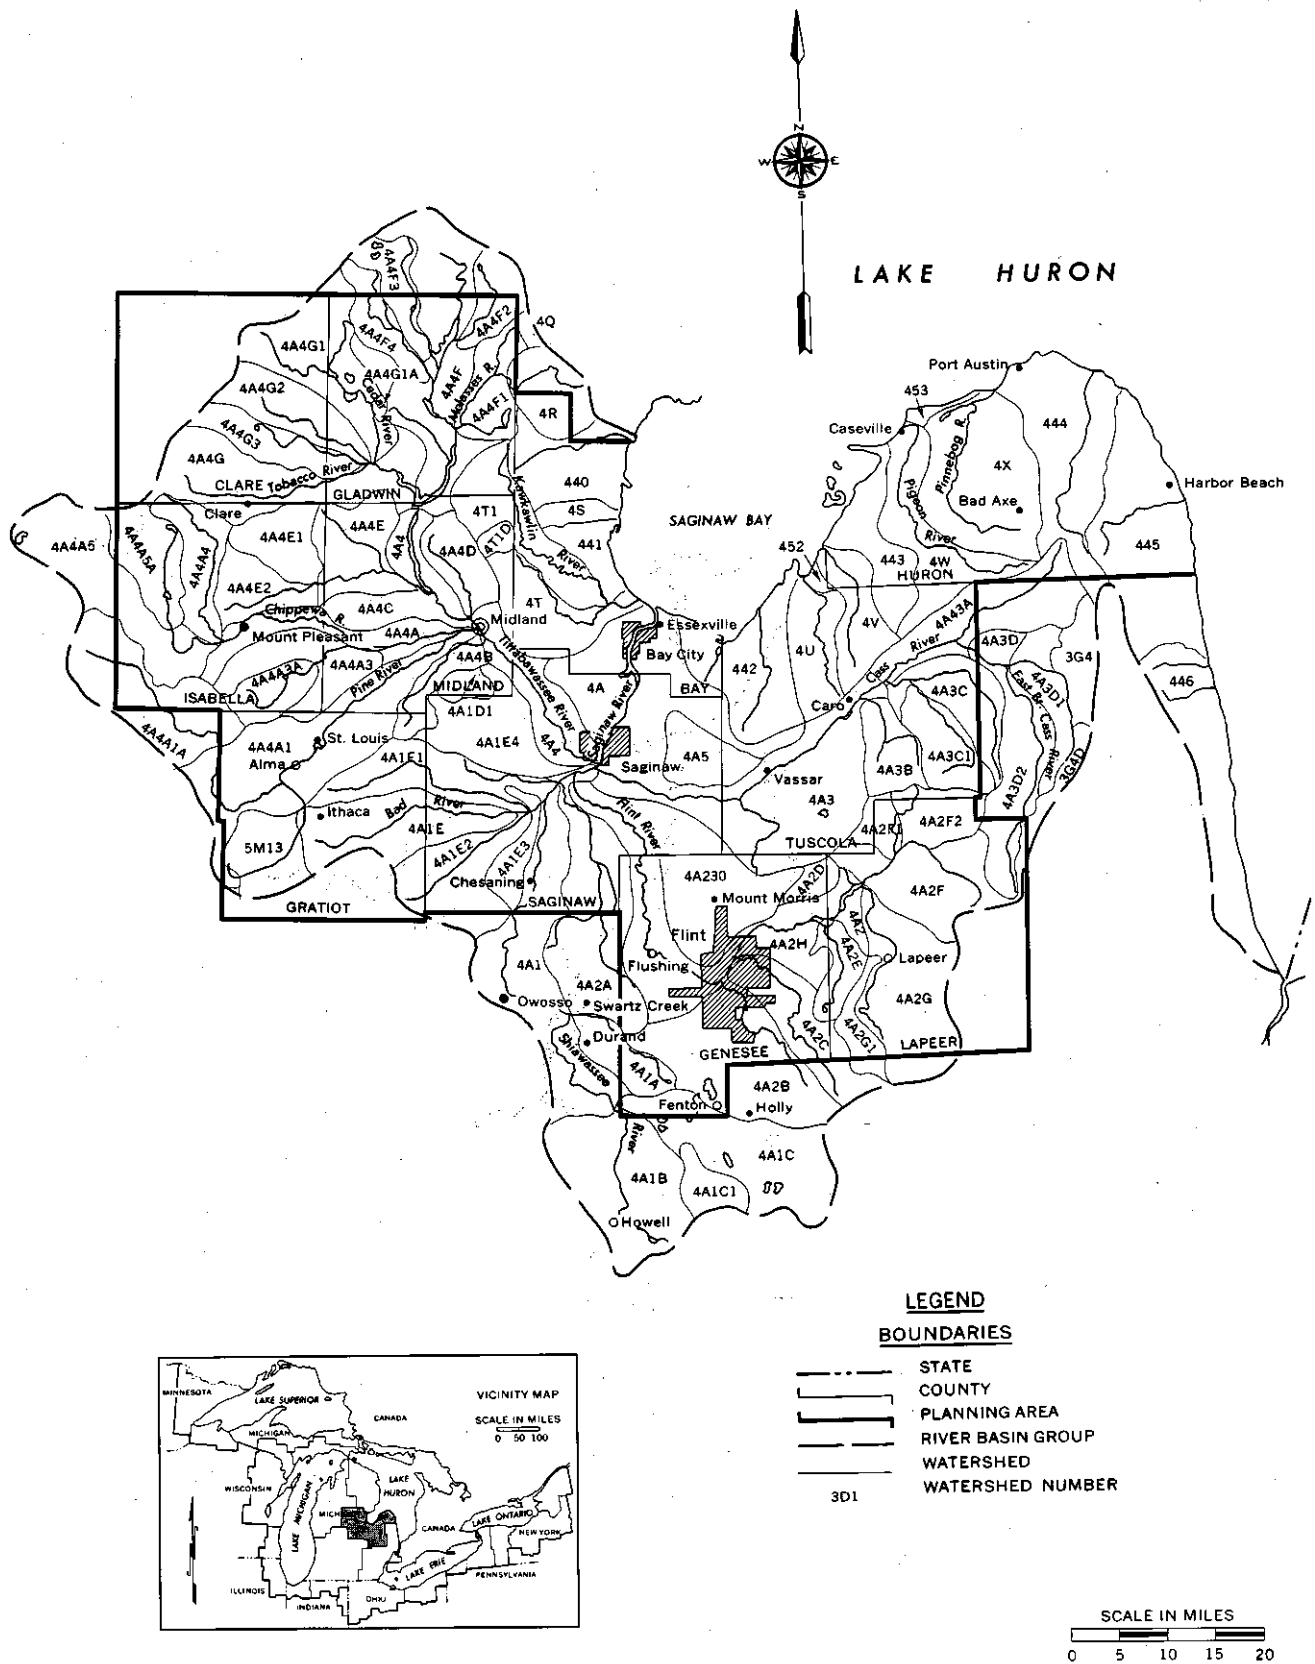 N
W
E
S
LAKE HURON
4A4F3
4A4F2
4Q
4A4G1
4A4F4
4A4G1A
4A4F
Molasses R.
4A4F1
Cedar River
4A4G2
4R
6
4A4G3
4A4G
CLARE
Tobacco River
GLADWIN
Clare
Port Austin
453
Caseville
Pinnebog R.
444
4X
Bad Axe
Harbor Beach
Pigeon
River
440
4S
441
Kawkawlin
River
SAGINAW BAY
452
443
4W
HURON
445
4A4A5
4A4A5A
4A4A4
4A4E1
4A4E
4A4
4A4D
4T1
4T1D
4A4E2
4A4C
4T
Chippewa R.
Mount Pleasant
4A4A
Midland
4A4A3A
4A4A3
Pine River
4A4B
Tittabawassee River
MIDLAND
ISABELLA
Essexville
Bay City
BAY
442
4U
4V
4A43A
Cass River
4A3D
3G4
446
4A3C
4A3D1
East Br. Cass River
Caro
4A4A1A
4A4A1
St. Louis
Alma
4A1D1
4A
Saginaw River
4A1E4
4A4
4A1E1
Saginaw
4A5
Vassar
4A3B
4A3C1
4A3D2
3G4D
4A3
Ithaca
Bad River
4A1E
Flint River
TUSCOLA
4A2F1
4A2F2
5M13
4A1E2
4A1E3
Chesaning
SAGINAW
GRATIOT
4A230
Mount Morris
4A2D
4A2F
Flint
4A2H
4A2
4A2E
Lapeer
Flushing
4A1
4A2A
Owosso
Swartz Creek
6
4A2G
Durand
4A2C
4A2G1
LAPEER
GENESEE
Shiawassee
River
4A1A
4A2B
Fenton
Holly
4A1B
4A1C
4A1C1
Howell
LEGEND
BOUNDARIES
STATE
COUNTY
PLANNING AREA
RIVER BASIN GROUP
WATERSHED
3D1 WATERSHED NUMBER
VICINITY MAP
SCALE IN MILES
0 50 100
MINNESOTA
LAKE SUPERIOR
CANADA
MICHIGAN
WISCONSIN
LAKE MICHIGAN
LAKE HURON
CANADA
LAKE ONTARIO
NEW YORK
LAKE ERIE
PENNSYLVANIA
ILLINOIS
INDIANA
OHIO
SCALE IN MILES
0 5 10 15 20